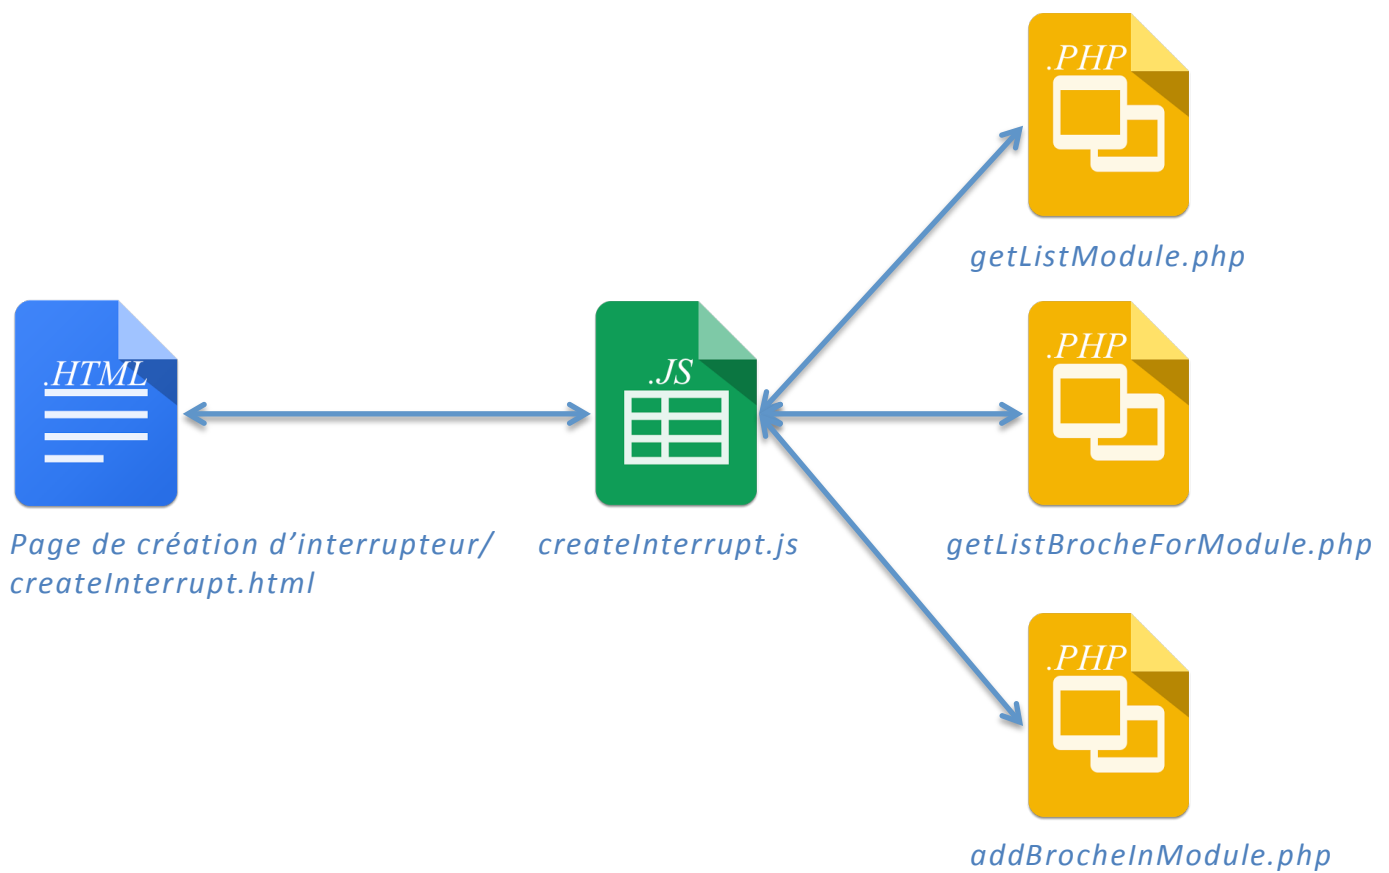 .PHP
getListModule.php
.HTML
Page de création d’interrupteur/
createInterrupt.html
.JS
createInterrupt.js
.PHP
getListBrocheForModule.php
.PHP
addBrocheInModule.php